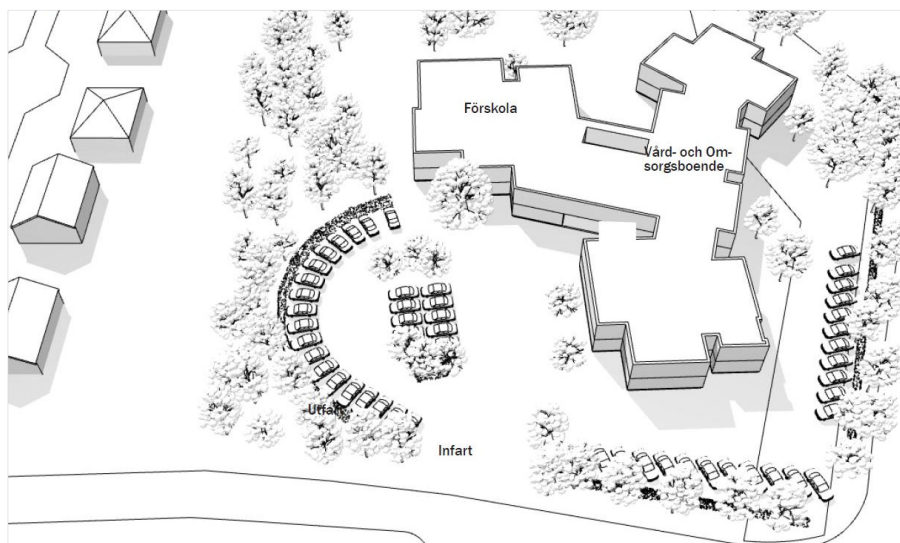 Förskola
Vård- och Om-
sorgsboende
Utfart
Infart